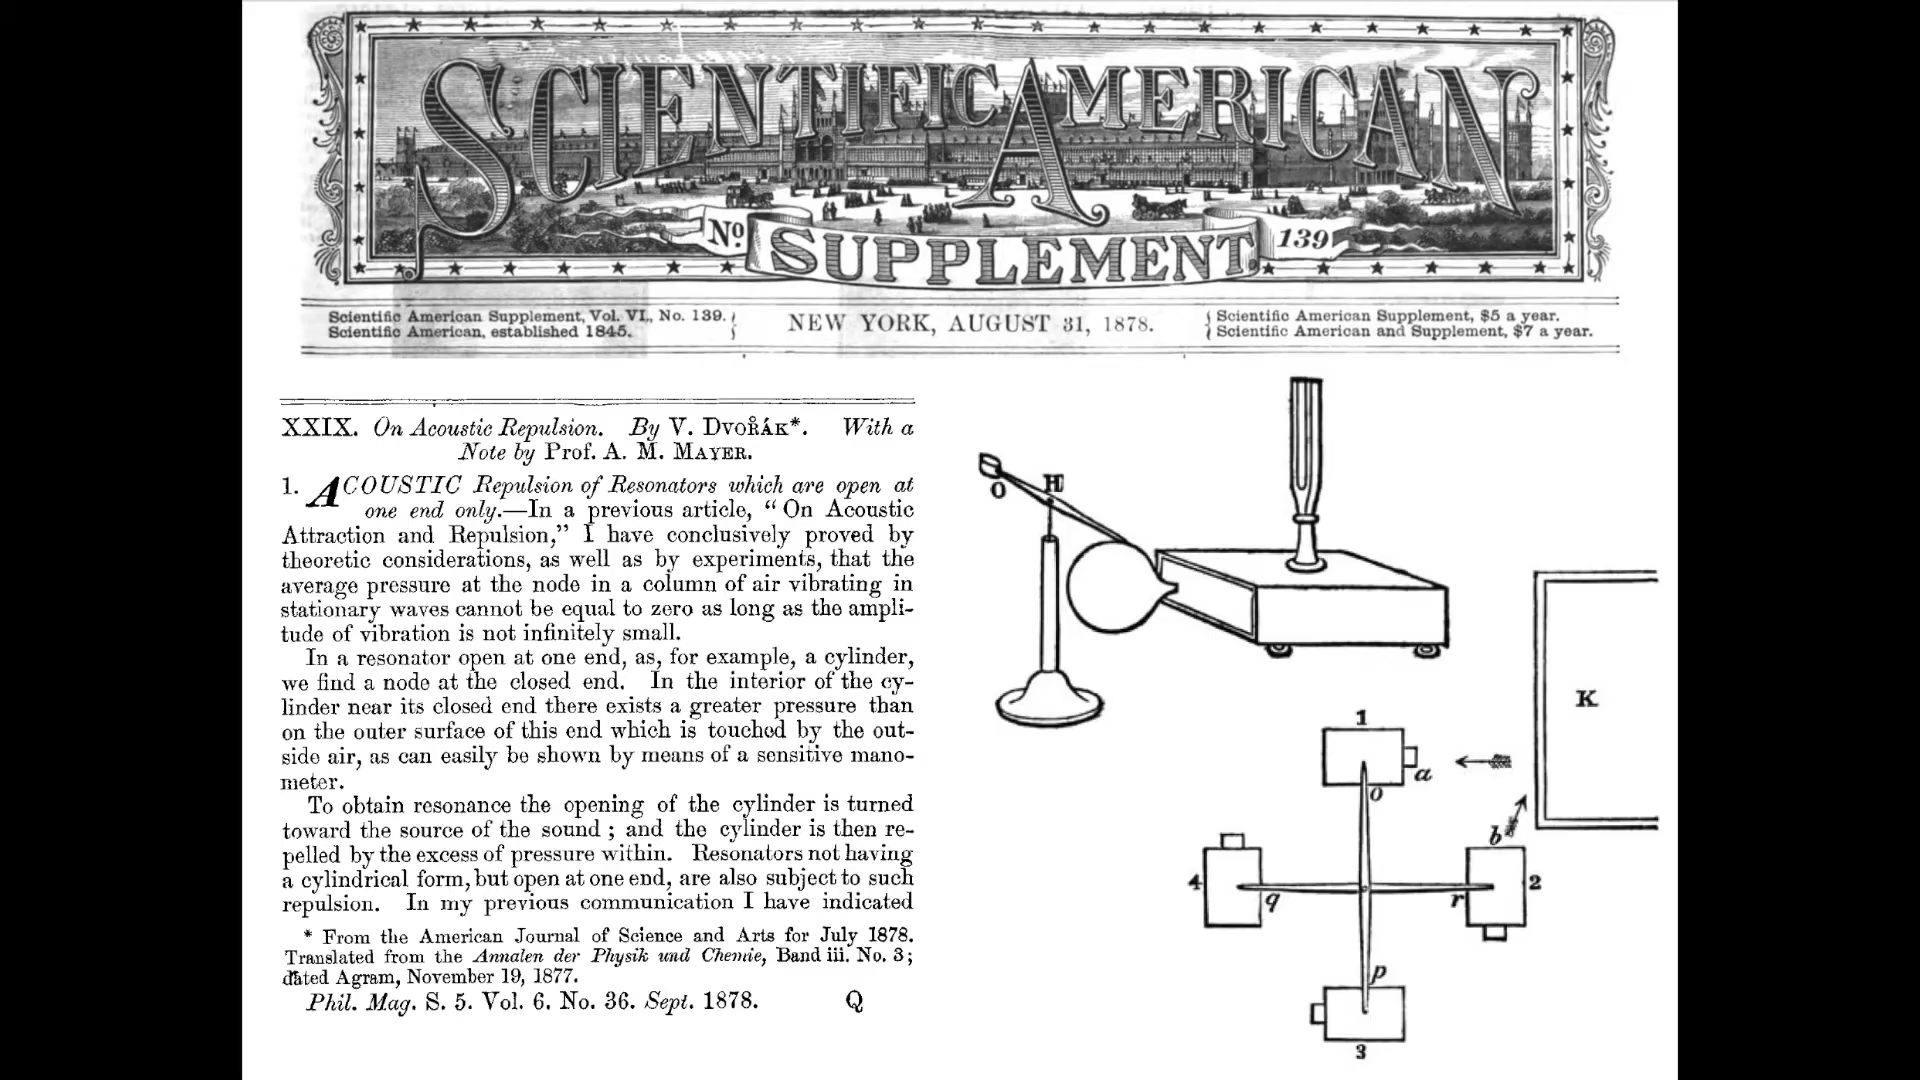 SCIENTIFIC AMERICAN
No. SUPPLEMENT. 139
Scientific American Supplement, Vol. VI., No. 139.
Scientific American, established 1845.
NEW YORK, AUGUST 31, 1878.
Scientific American Supplement, $5 a year.
Scientific American and Supplement, $7 a year.
XXIX. On Acoustic Repulsion. By V. DVOŘÁK*. With a
Note by Prof. A. M. MAYER.
1. ACOUSTIC Repulsion of Resonators which are open at
one end only.—In a previous article, “On Acoustic
Attraction and Repulsion,” I have conclusively proved by
theoretic considerations, as well as by experiments, that the
average pressure at the node in a column of air vibrating in
stationary waves cannot be equal to zero as long as the ampli-
tude of vibration is not infinitely small.
In a resonator open at one end, as, for example, a cylinder,
we find a node at the closed end. In the interior of the cy-
linder near its closed end there exists a greater pressure than
on the outer surface of this end which is touched by the out-
side air, as can easily be shown by means of a sensitive mano-
meter.
To obtain resonance the opening of the cylinder is turned
toward the source of the sound; and the cylinder is then re-
pelled by the excess of pressure within. Resonators not having
a cylindrical form, but open at one end, are also subject to such
repulsion. In my previous communication I have indicated
* From the American Journal of Science and Arts for July 1878.
Translated from the Annalen der Physik und Chemie, Band iii. No. 3;
dated Agram, November 19, 1877.
Phil. Mag. S. 5. Vol. 6. No. 36. Sept. 1878. Q
O H
K
1
a
o
b
4 q r 2
p
3